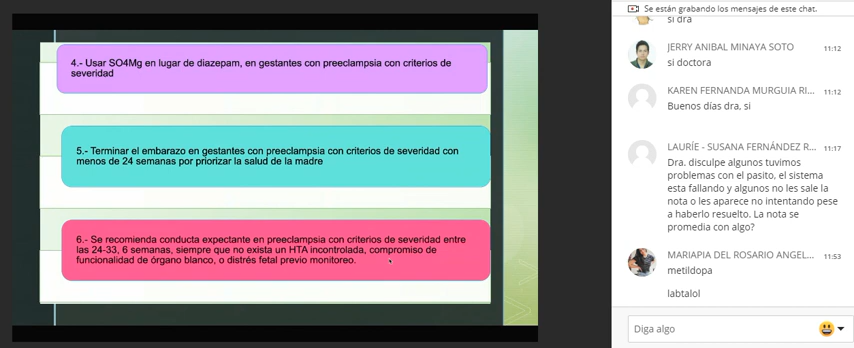 4.- Usar SO4Mg en lugar de diazepam, en gestantes con preeclampsia con criterios de
severidad
5.- Terminar el embarazo en gestantes con preeclampsia con criterios de severidad con
menos de 24 semanas por priorizar la salud de la madre
6.- Se recomienda conducta expectante en preeclampsia con criterios de severidad entre
las 24-33, 6 semanas, siempre que no exista un HTA incontrolada, compromiso de
funcionalidad de órgano blanco, o distrés fetal previo monitoreo.
Se están grabando los mensajes de este chat.
si dra
JERRY ANIBAL MINAYA SOTO 11:12
si doctora
KAREN FERNANDA MURGUIA RI... 11:12
Buenos días dra, si
LAURÍE - SUSANA FERNÁNDEZ R... 11:17
Dra. disculpe algunos tuvimos
problemas con el pasito, el sistema
esta fallando y algunos no les sale la
nota o les aparece no intentando pese
a haberlo resuelto. La nota se
promedia con algo?
MARIAPIA DEL ROSARIO ANGEL... 11:53
metildopa
labtalol
Diga algo